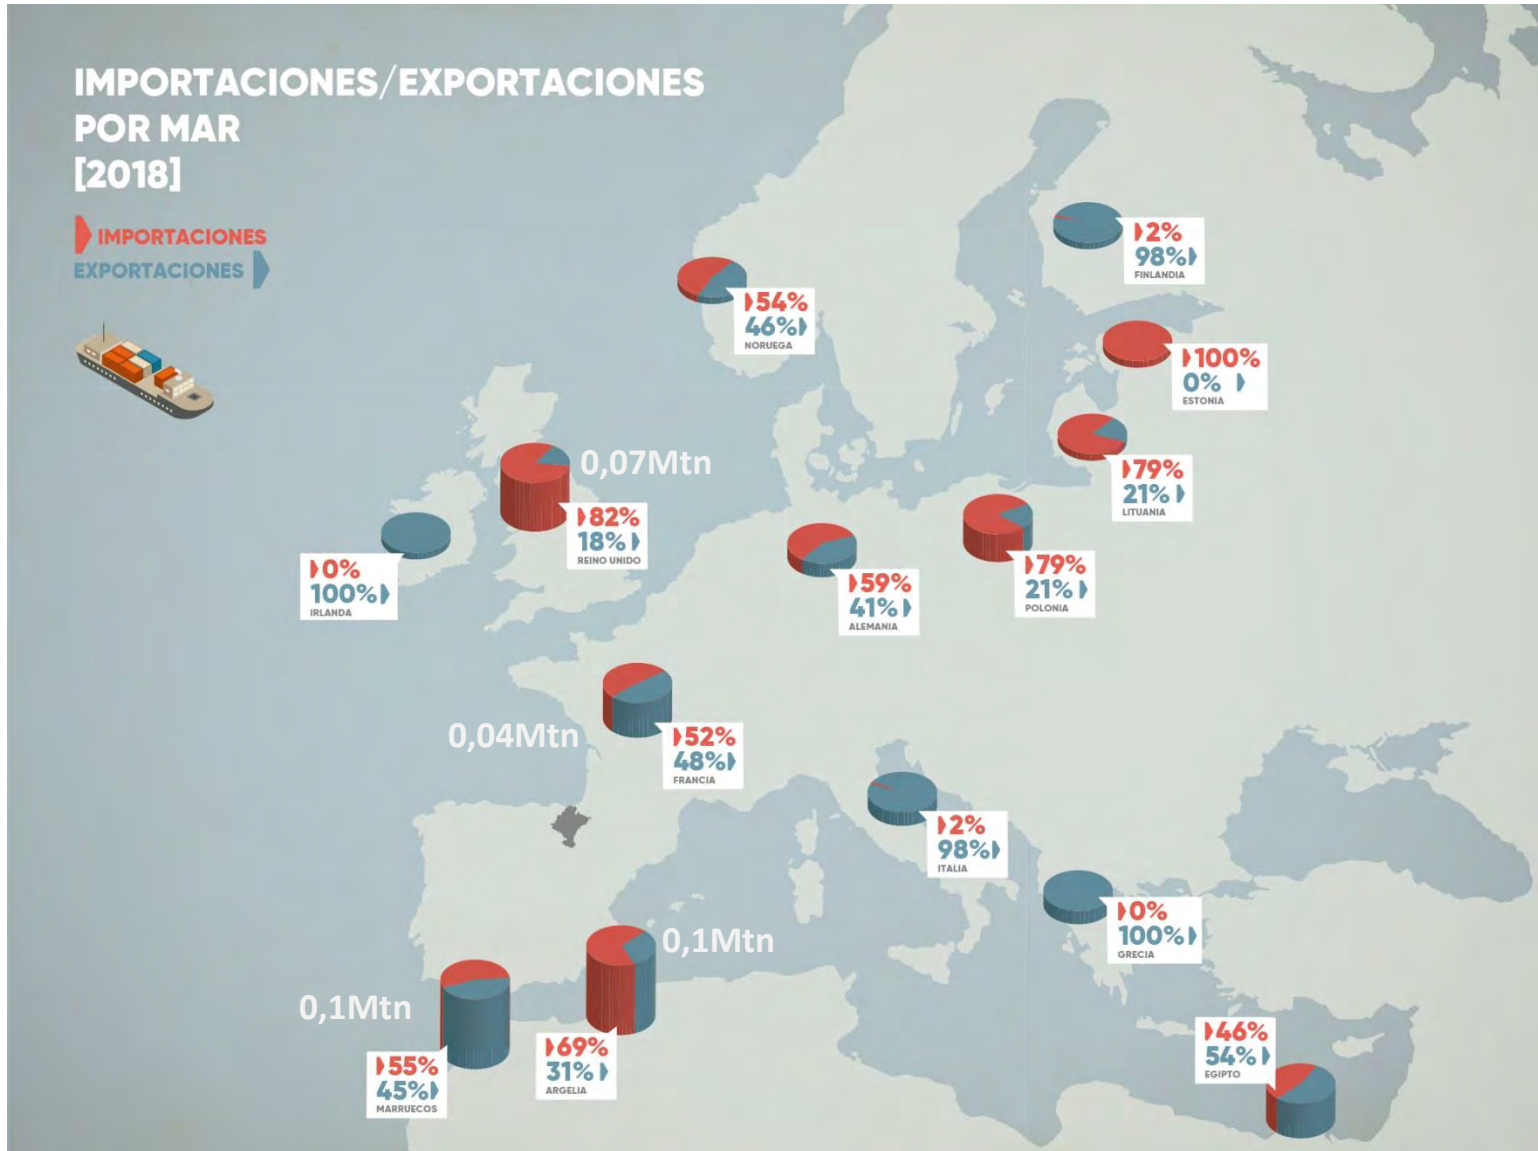 IMPORTACIONES/EXPORTACIONES
POR MAR
[2018]
IMPORTACIONES
EXPORTACIONES
2%
98%
FINLANDIA
54%
46%
NORUEGA
100%
0%
ESTONIA
79%
21%
LITUANIA
0,07Mtn
82%
18%
REINO UNIDO
0%
100%
IRLANDA
59%
41%
ALEMANIA
79%
21%
POLONIA
0,04Mtn
52%
48%
FRANCIA
2%
98%
ITALIA
0%
100%
GRECIA
0,1Mtn
0,1Mtn
55%
45%
MARRUECOS
69%
31%
ARGELIA
46%
54%
EGIPTO